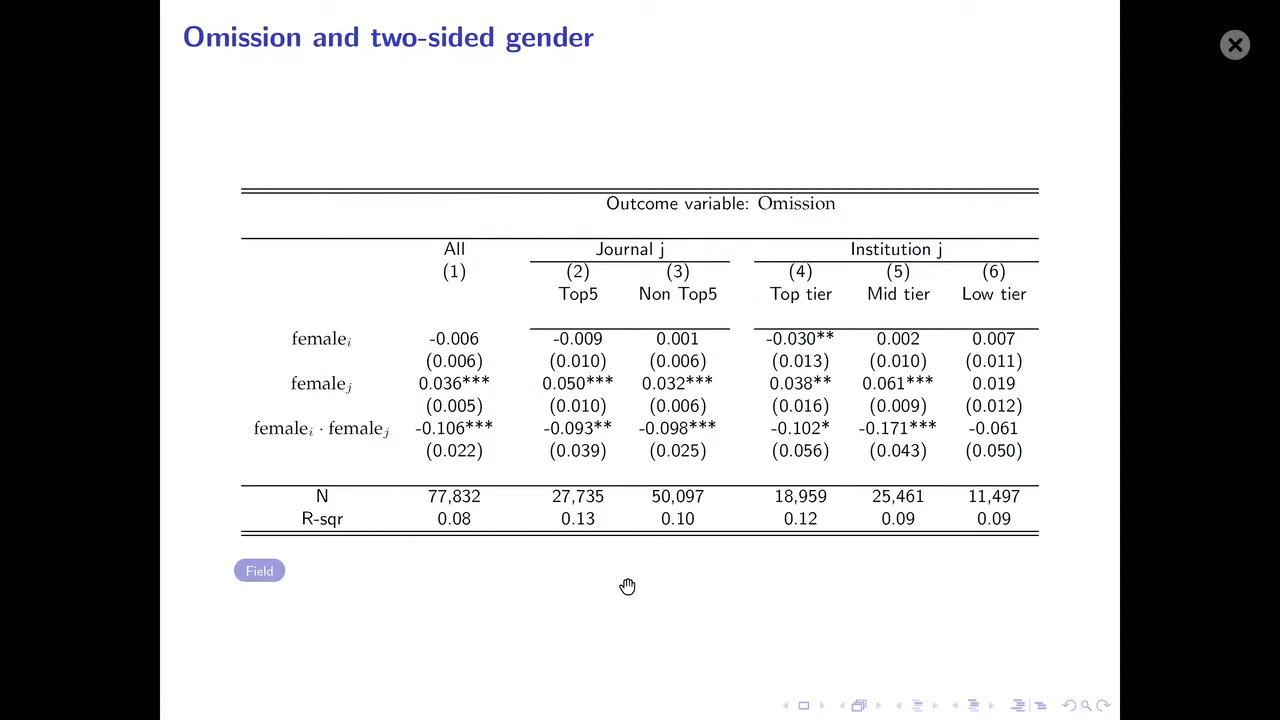 Omission and two-sided gender
Outcome variable: Omission
All Journal j Institution j
(1) (2) (3) (4) (5) (6)
Top5 Non Top5 Top tier Mid tier Low tier
femaleᵢ -0.006 -0.009 0.001 -0.030** 0.002 0.007
(0.006) (0.010) (0.006) (0.013) (0.010) (0.011)
femaleⱼ 0.036*** 0.050*** 0.032*** 0.038** 0.061*** 0.019
(0.005) (0.010) (0.006) (0.016) (0.009) (0.012)
femaleᵢ · femaleⱼ -0.106*** -0.093** -0.098*** -0.102* -0.171*** -0.061
(0.022) (0.039) (0.025) (0.056) (0.043) (0.050)
N 77,832 27,735 50,097 18,959 25,461 11,497
R-sqr 0.08 0.13 0.10 0.12 0.09 0.09
Field